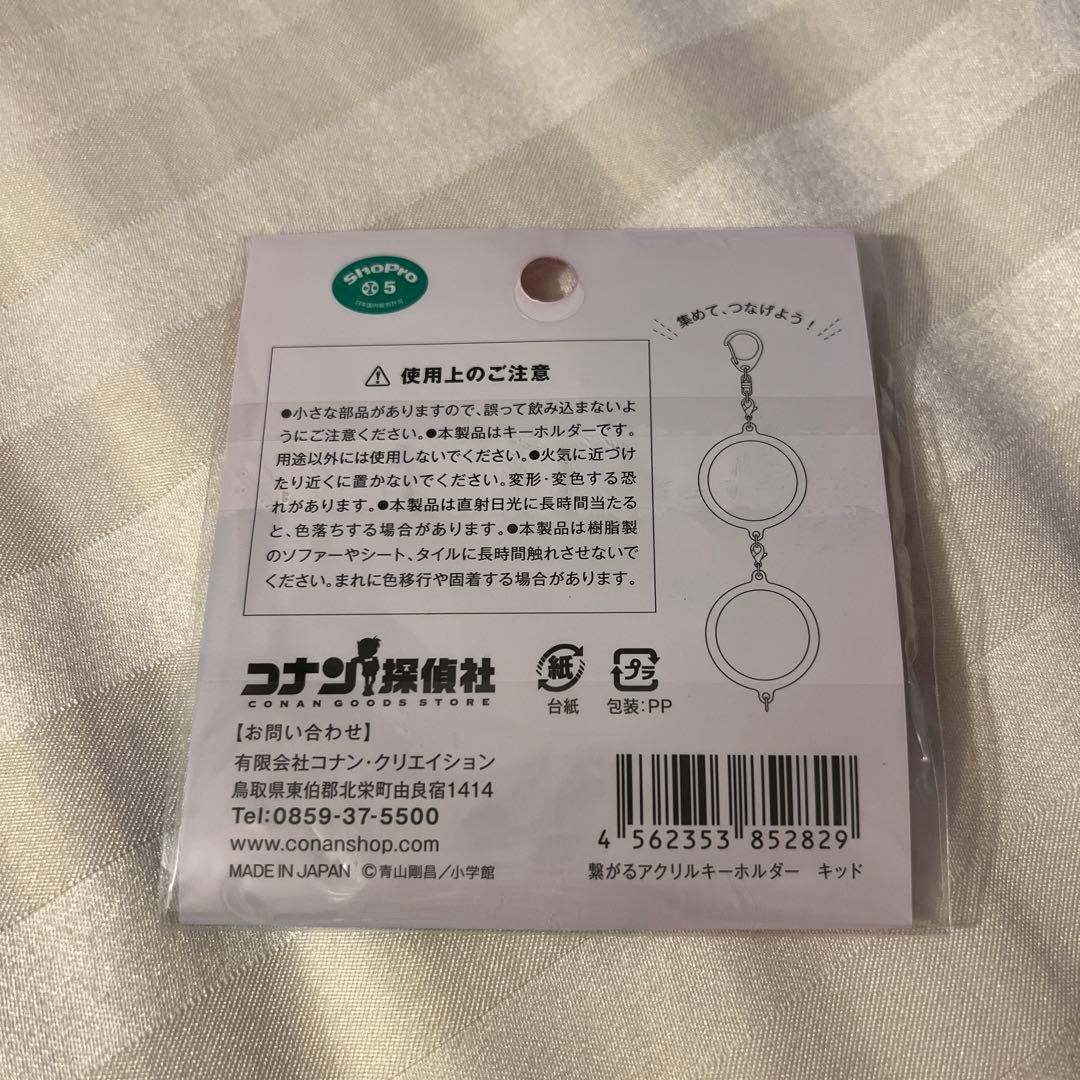 ShoPro
小 5
日本国内販売許可
集めて、つなげよう!
使用上のご注意
●小さな部品がありますので、誤って飲み込まないよ
うにご注意ください。●本製品はキーホルダーです。
用途以外には使用しないでください。●火気に近づけ
たり近くに置かないでください。変形・変色する恐
れがあります。●本製品は直射日光に長時間当たる
と、色落ちする場合があります。●本製品は樹脂製
のソファーやシート、タイルに長時間触れさせないで
ください。まれに色移行や固着する場合があります。
コナン探偵社
CONAN GOODS STORE
紙
台紙
プラ
包装:PP
【お問い合わせ】
有限会社コナン・クリエイション
鳥取県東伯郡北栄町由良宿1414
Tel:0859-37-5500
www.conanshop.com
MADE IN JAPAN ©青山剛昌/小学館
4 562353 852829
繋がるアクリルキーホルダー キッド